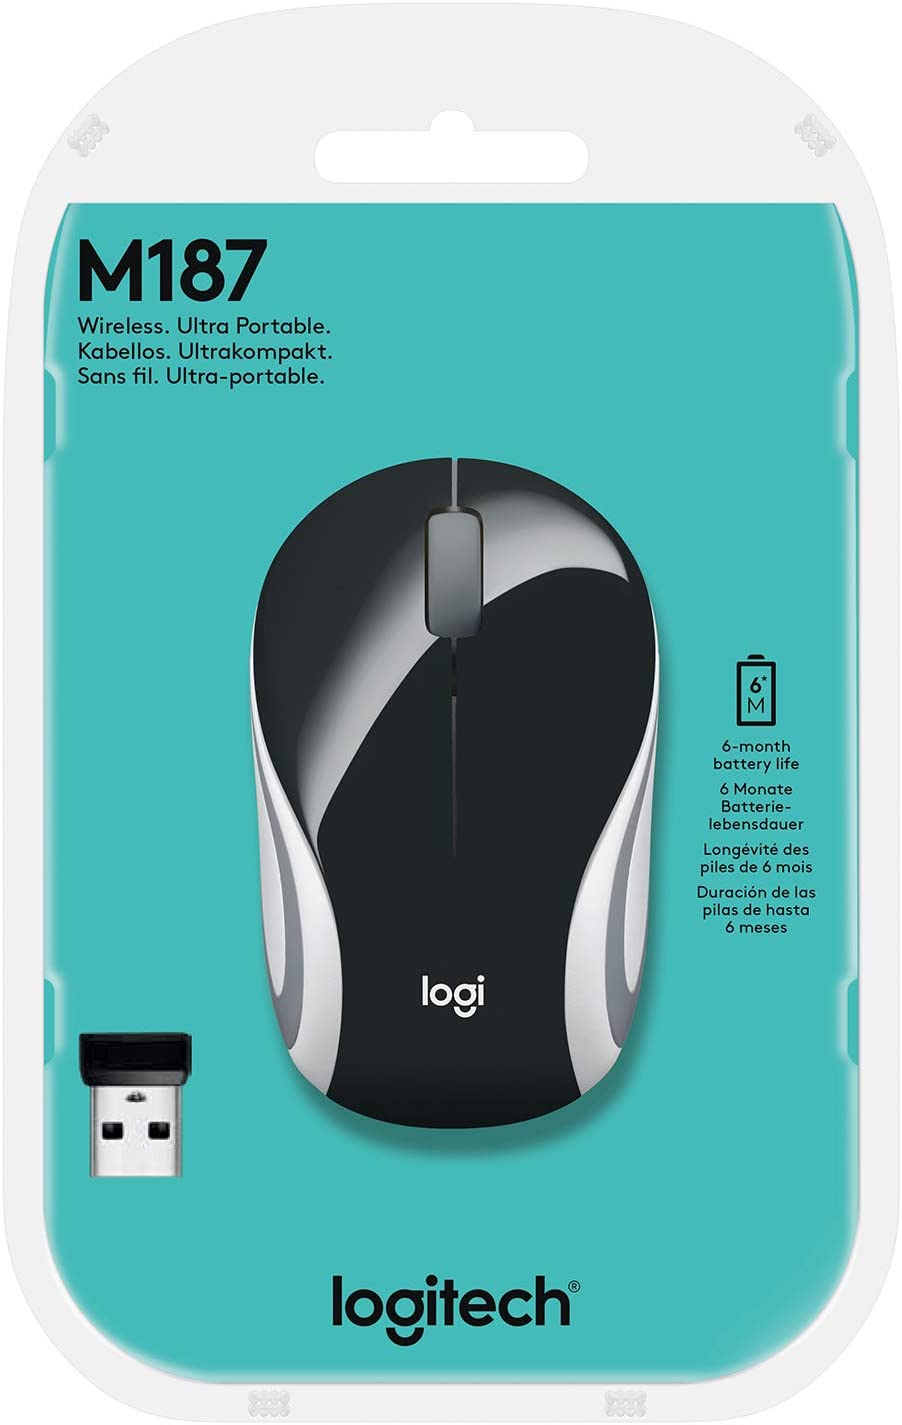 M187
Wireless. Ultra Portable.
Kabellos. Ultrakompakt.
Sans fil. Ultra-portable.
6*
M
6-month
battery life
6 Monate
Batterie-
lebensdauer
Longévité des
piles de 6 mois
Duración de las
pilas de hasta
6 meses
logi
logitech®